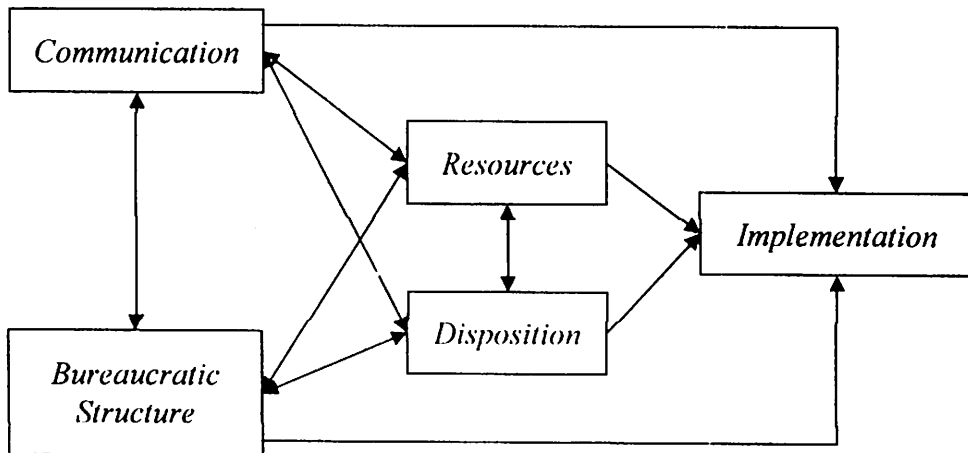 Communication
Resources
Implementation
Disposition
Bureaucratic
Structure